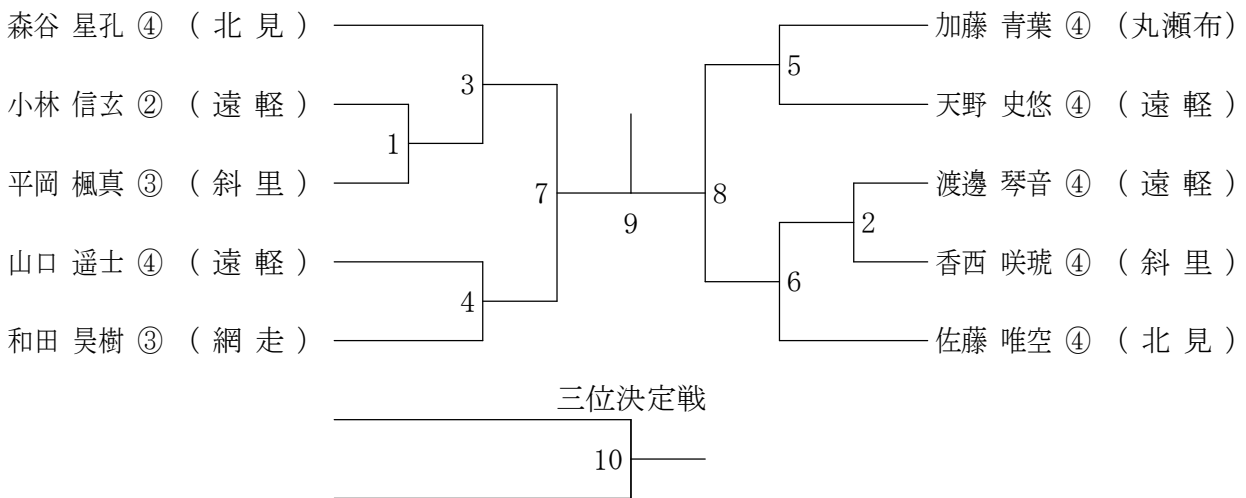 森谷 星孔 ④ ( 北 見 )
小林 信玄 ② ( 遠 軽 )
平岡 楓真 ③ ( 斜 里 )
山口 遥士 ④ ( 遠 軽 )
和田 昊樹 ③ ( 網 走 )
3
1
4
7
9
8
5
2
6
加藤 青葉 ④ (丸瀬布)
天野 史悠 ④ ( 遠 軽 )
渡邊 琴音 ④ ( 遠 軽 )
香西 咲琥 ④ ( 斜 里 )
佐藤 唯空 ④ ( 北 見 )
三位決定戦
10